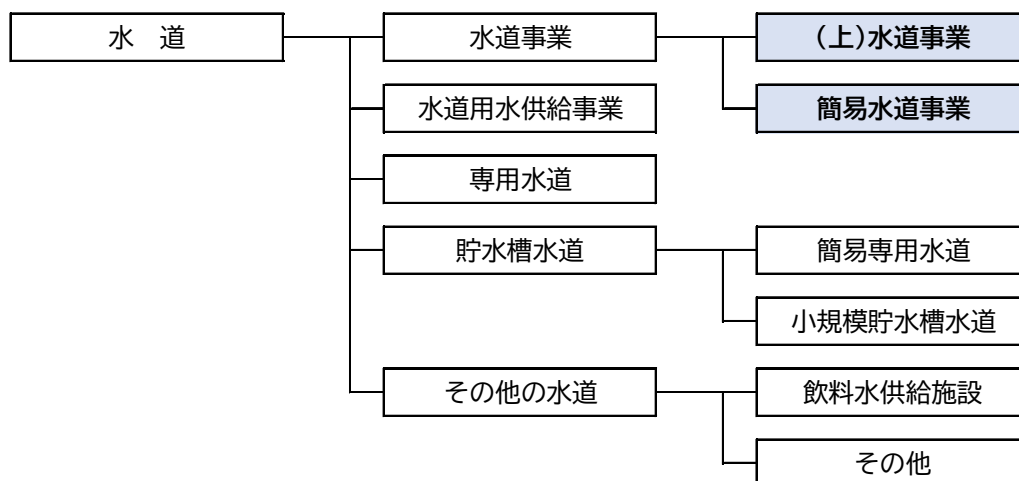 水　道
水道事業
(上)水道事業
簡易水道事業
水道用水供給事業
専用水道
貯水槽水道
簡易専用水道
小規模貯水槽水道
その他の水道
飲料水供給施設
その他